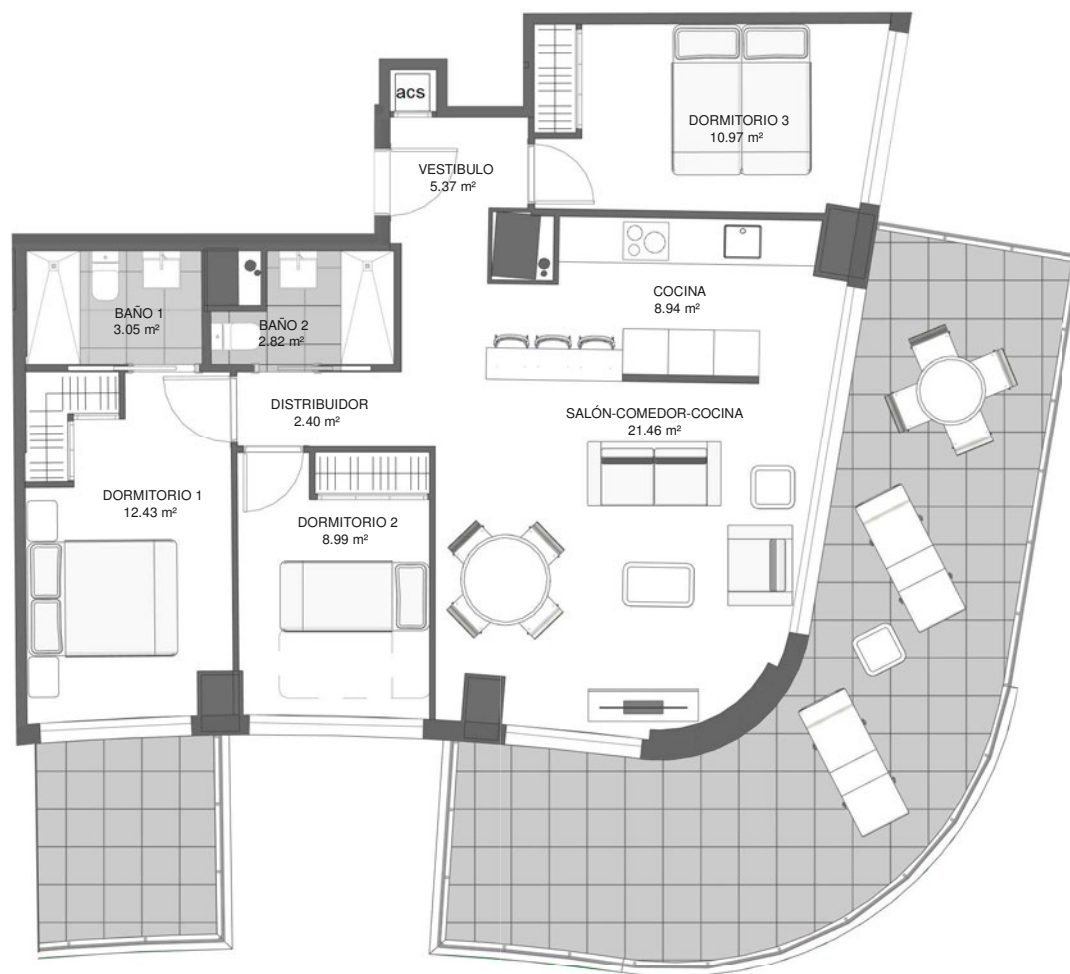 acs
DORMITORIO 3
10.97 m²
VESTIBULO
5.37 m²
COCINA
8.94 m²
BAÑO 1
3.05 m²
BAÑO 2
2.82 m²
DISTRIBUIDOR
2.40 m²
SALÓN-COMEDOR-COCINA
21.46 m²
DORMITORIO 1
12.43 m²
DORMITORIO 2
8.99 m²